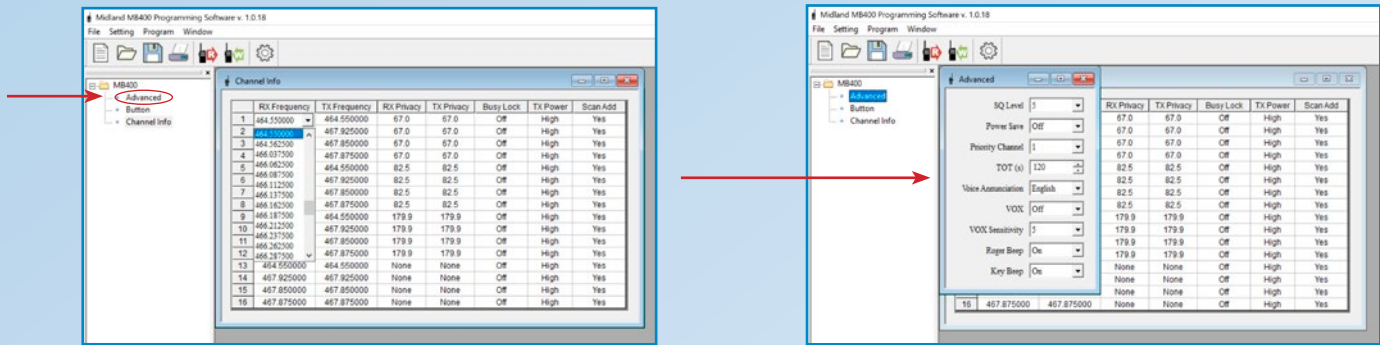 Midland MB400 Programming Software v. 1.0.18
File Setting Program Window
MB400
Advanced
Button
Channel Info
Channel Info
RX Frequency TX Frequency RX Privacy TX Privacy Busy Lock TX Power Scan Add
1 464.550000 464.550000 67.0 67.0 Off High Yes
2 464.550000 467.925000 67.0 67.0 Off High Yes
3 464.562500 467.850000 67.0 67.0 Off High Yes
4 466.037500 467.875000 67.0 67.0 Off High Yes
5 466.062500 464.550000 82.5 82.5 Off High Yes
466.087500
6 467.925000 82.5 82.5 Off High Yes
466.112500
7 466.137500 467.850000 82.5 82.5 Off High Yes
8 466.162500 467.875000 82.5 82.5 Off High Yes
9 466.187500 464.550000 179.9 179.9 Off High Yes
10 466.212500 467.925000 179.9 179.9 Off High Yes
466.237500
11 467.850000 179.9 179.9 Off High Yes
466.262500
12 466.287500 467.875000 179.9 179.9 Off High Yes
13 464.550000 464.550000 None None Off High Yes
14 467.925000 467.925000 None None Off High Yes
15 467.850000 467.850000 None None Off High Yes
16 467.875000 467.875000 None None Off High Yes
Midland MB400 Programming Software v. 1.0.18
File Setting Program Window
MB400
Advanced
Button
Channel Info
Advanced
SQ Level 5
Power Save Off
Priority Channel 1
TOT (s) 120
Voice Annunciation English
VOX Off
VOX Sensitivity 5
Roger Beep On
Key Beep On
RX Privacy TX Privacy Busy Lock TX Power Scan Add
67.0 67.0 Off High Yes
67.0 67.0 Off High Yes
67.0 67.0 Off High Yes
67.0 67.0 Off High Yes
82.5 82.5 Off High Yes
82.5 82.5 Off High Yes
82.5 82.5 Off High Yes
82.5 82.5 Off High Yes
179.9 179.9 Off High Yes
179.9 179.9 Off High Yes
179.9 179.9 Off High Yes
179.9 179.9 Off High Yes
None None Off High Yes
None None Off High Yes
None None Off High Yes
16 467.875000 467.875000 None None Off High Yes